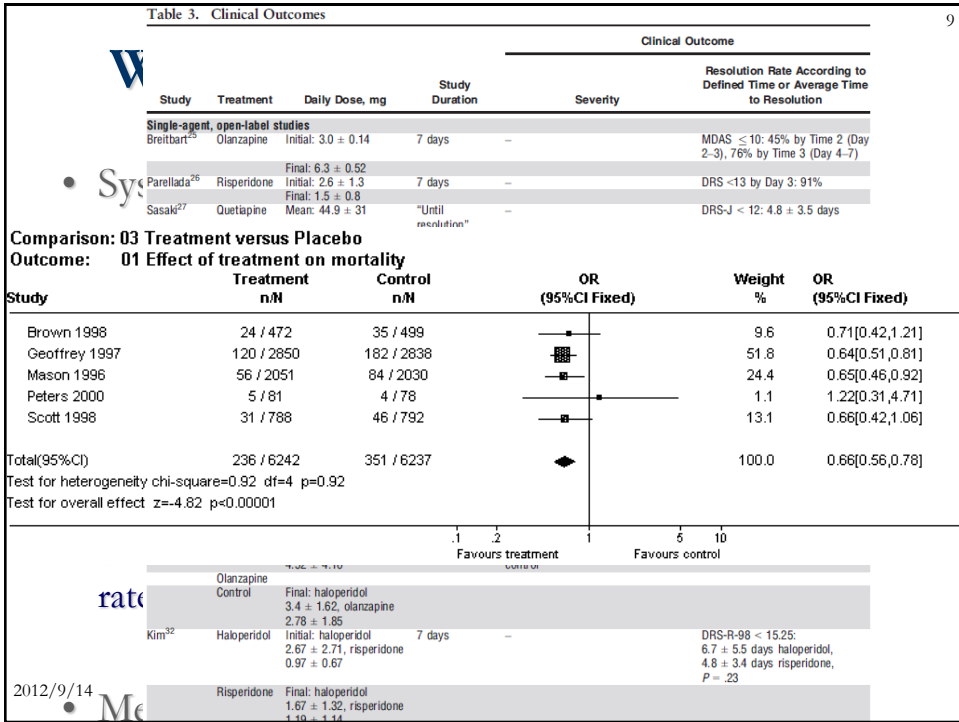 Table 3. Clinical Outcomes
9
Clinical Outcome
Study Treatment Daily Dose, mg Study Duration Severity Resolution Rate According to Defined Time or Average Time to Resolution
Single-agent, open-label studies
Breitbart25 Olanzapine Initial: 3.0 ± 0.14 7 days – MDAS ≤10: 45% by Time 2 (Day
2–3), 76% by Time 3 (Day 4–7)
Final: 6.3 ± 0.52
• Sys
Parellada26 Risperidone Initial: 2.6 ± 1.3 7 days – DRS <13 by Day 3: 91%
Final: 1.5 ± 0.8
Sasaki27 Quetiapine Mean: 44.9 ± 31 "Until – DRS-J < 12: 4.8 ± 3.5 days
resolution"
Comparison: 03 Treatment versus Placebo
Outcome: 01 Effect of treatment on mortality
Study Treatment n/N Control n/N OR (95%CI Fixed) Weight % OR (95%CI Fixed)
Brown 1998 24 / 472 35 / 499 9.6 0.71[0.42,1.21]
Geoffrey 1997 120 / 2850 182 / 2838 51.8 0.64[0.51,0.81]
Mason 1996 56 / 2051 84 / 2030 24.4 0.65[0.46,0.92]
Peters 2000 5 / 81 4 / 78 1.1 1.22[0.31,4.71]
Scott 1998 31 / 788 46 / 792 13.1 0.66[0.42,1.06]
Total(95%CI) 236 / 6242 351 / 6237 100.0 0.66[0.56,0.78]
Test for heterogeneity chi-square=0.92 df=4 p=0.92
Test for overall effect z=-4.82 p<0.00001
.1 .2 1 5 10
Favours treatment Favours control
Olanzapine
rate
Control Final: haloperidol
3.4 ± 1.62, olanzapine
2.78 ± 1.85
Kim32 Haloperidol Initial: haloperidol 7 days – DRS-R-98 < 15.25:
2.67 ± 2.71, risperidone 6.7 ± 5.5 days haloperidol,
0.97 ± 0.67 4.8 ± 3.4 days risperidone,
P = .23
2012/9/14
Risperidone Final: haloperidol
• Me
1.67 ± 1.32, risperidone
1.19 ± 1.14